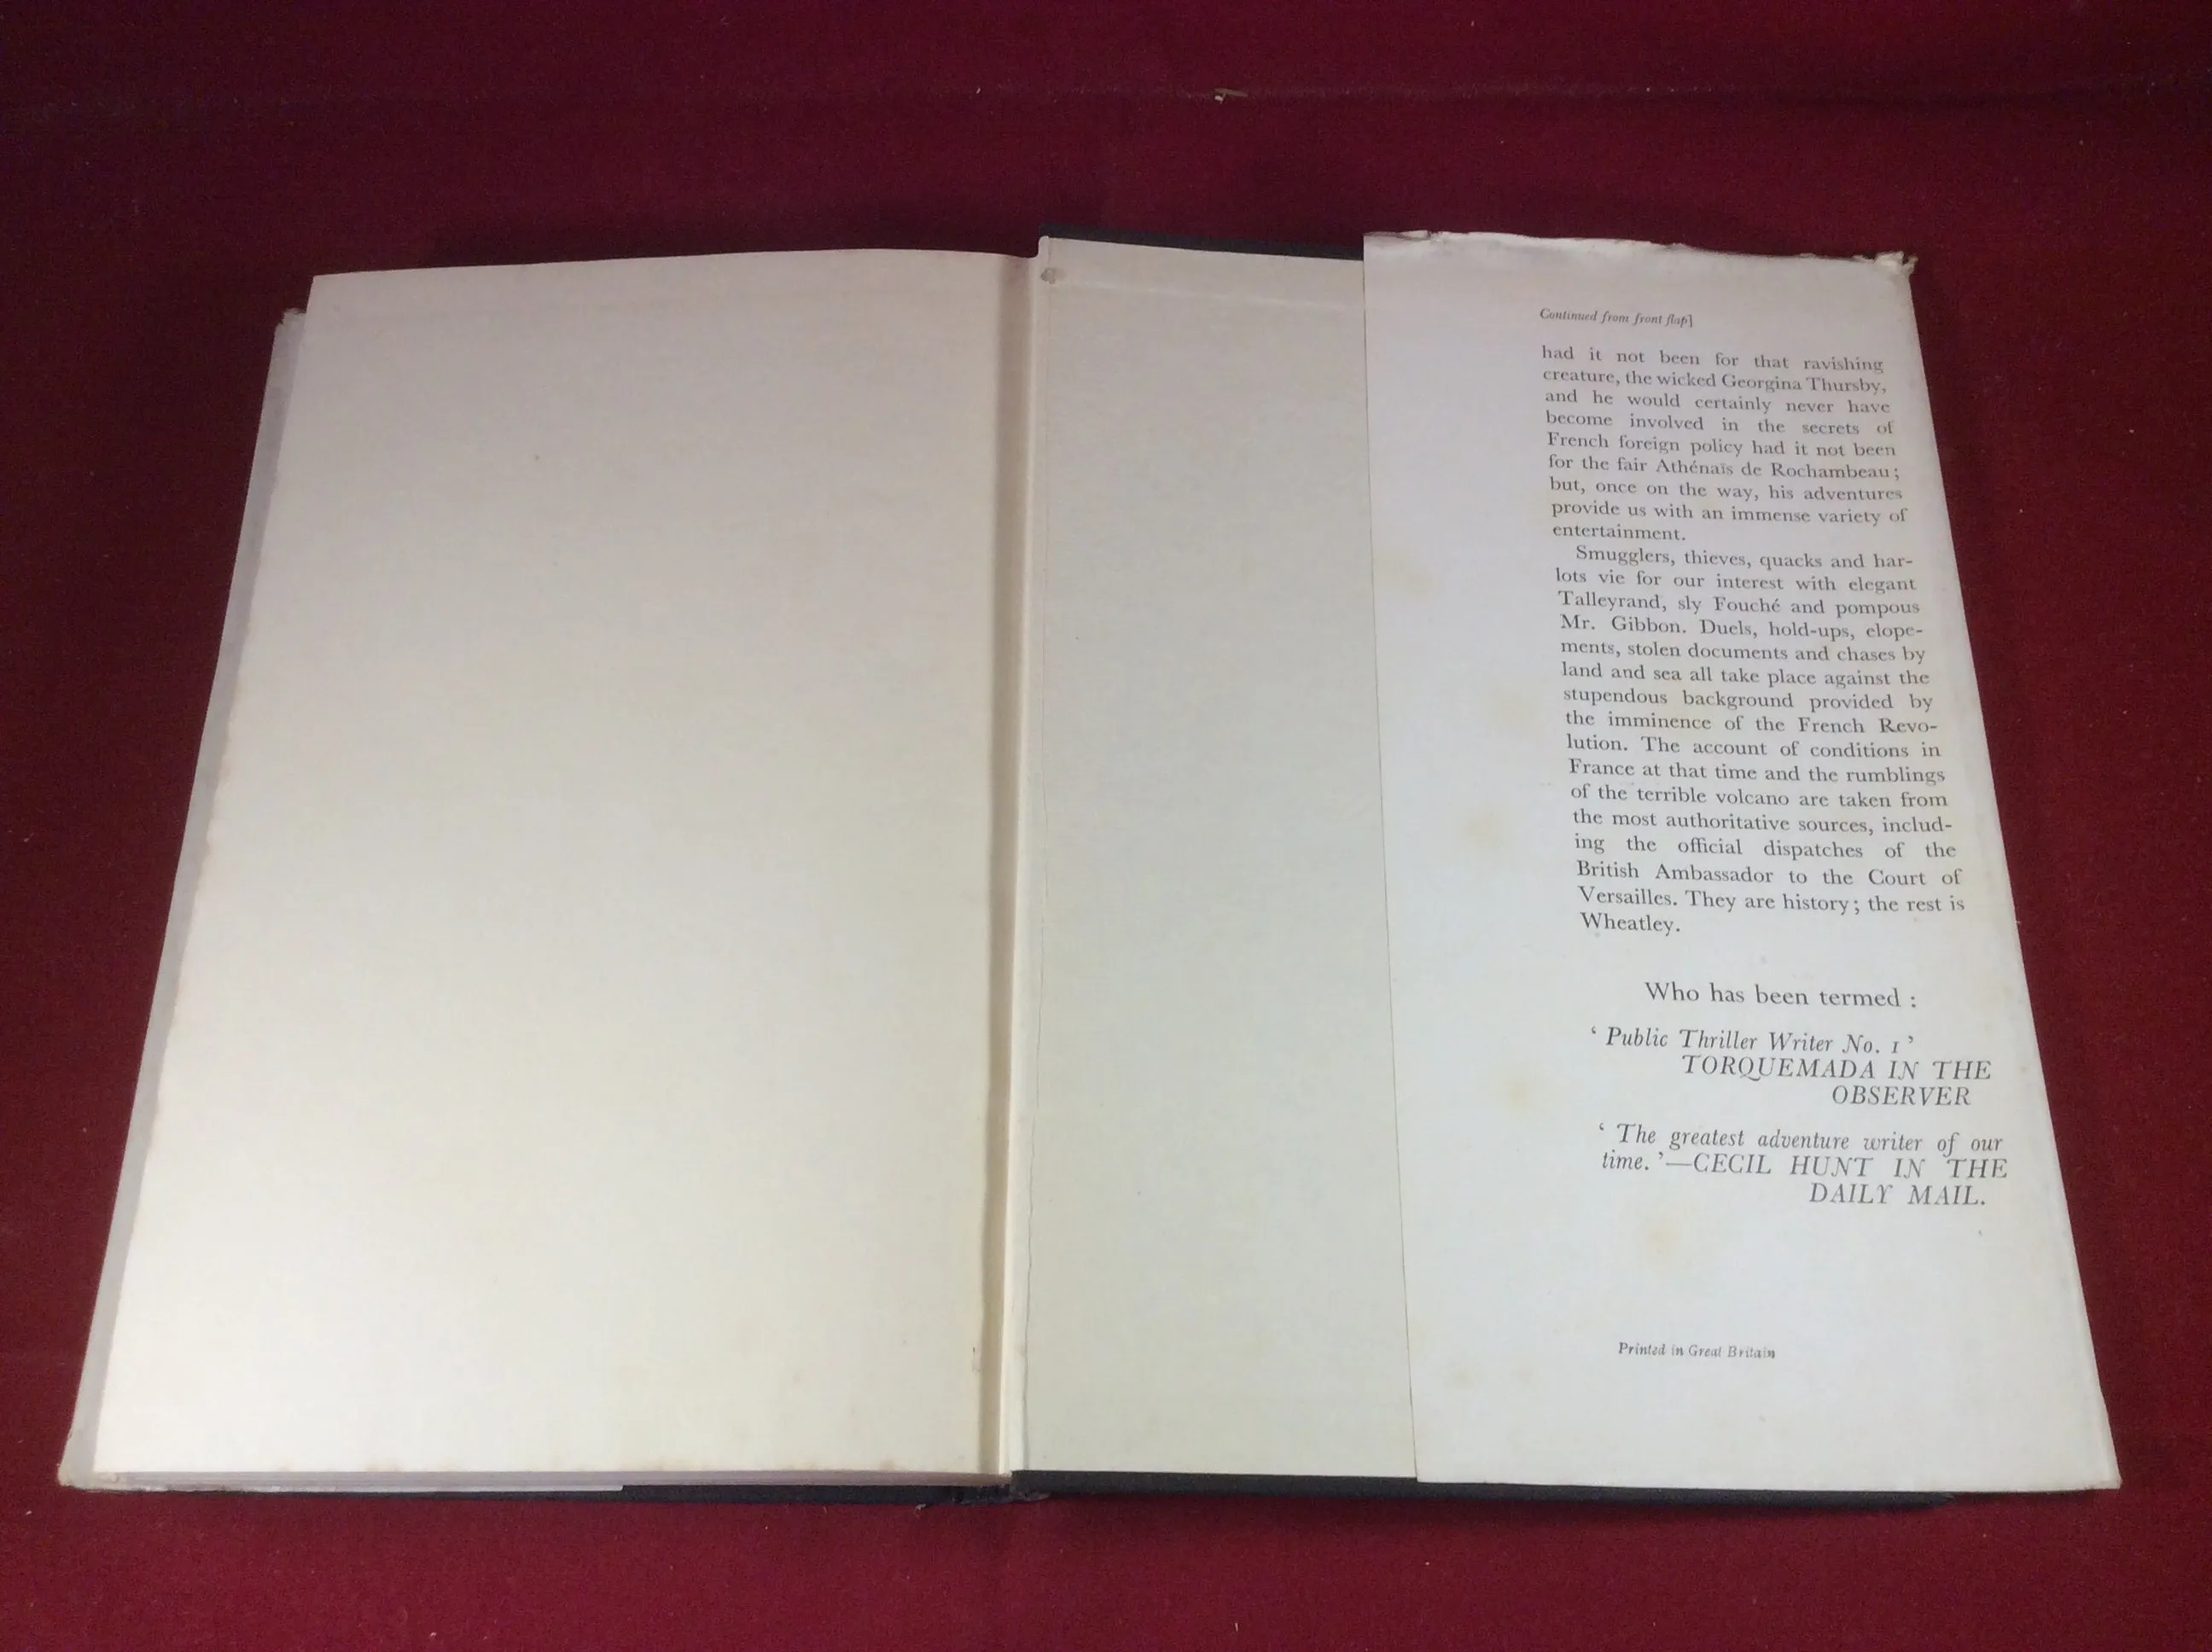 Continued from front flap]
had it not been for that ravishing
creature, the wicked Georgina Thursby,
and he would certainly never have
become involved in the secrets of
French foreign policy had it not been
for the fair Athénaïs de Rochambeau;
but, once on the way, his adventures
provide us with an immense variety of
entertainment.
Smugglers, thieves, quacks and har-
lots vie for our interest with elegant
Talleyrand, sly Fouché and pompous
Mr. Gibbon. Duels, hold-ups, elope-
ments, stolen documents and chases by
land and sea all take place against the
stupendous background provided by
the imminence of the French Revo-
lution. The account of conditions in
France at that time and the rumblings
of the terrible volcano are taken from
the most authoritative sources, includ-
ing the official dispatches of the
British Ambassador to the Court of
Versailles. They are history; the rest is
Wheatley.
Who has been termed :
‘ Public Thriller Writer No. 1 ’
TORQUEMADA IN THE
OBSERVER
‘ The greatest adventure writer of our
time. ’—CECIL HUNT IN THE
DAILY MAIL.
Printed in Great Britain